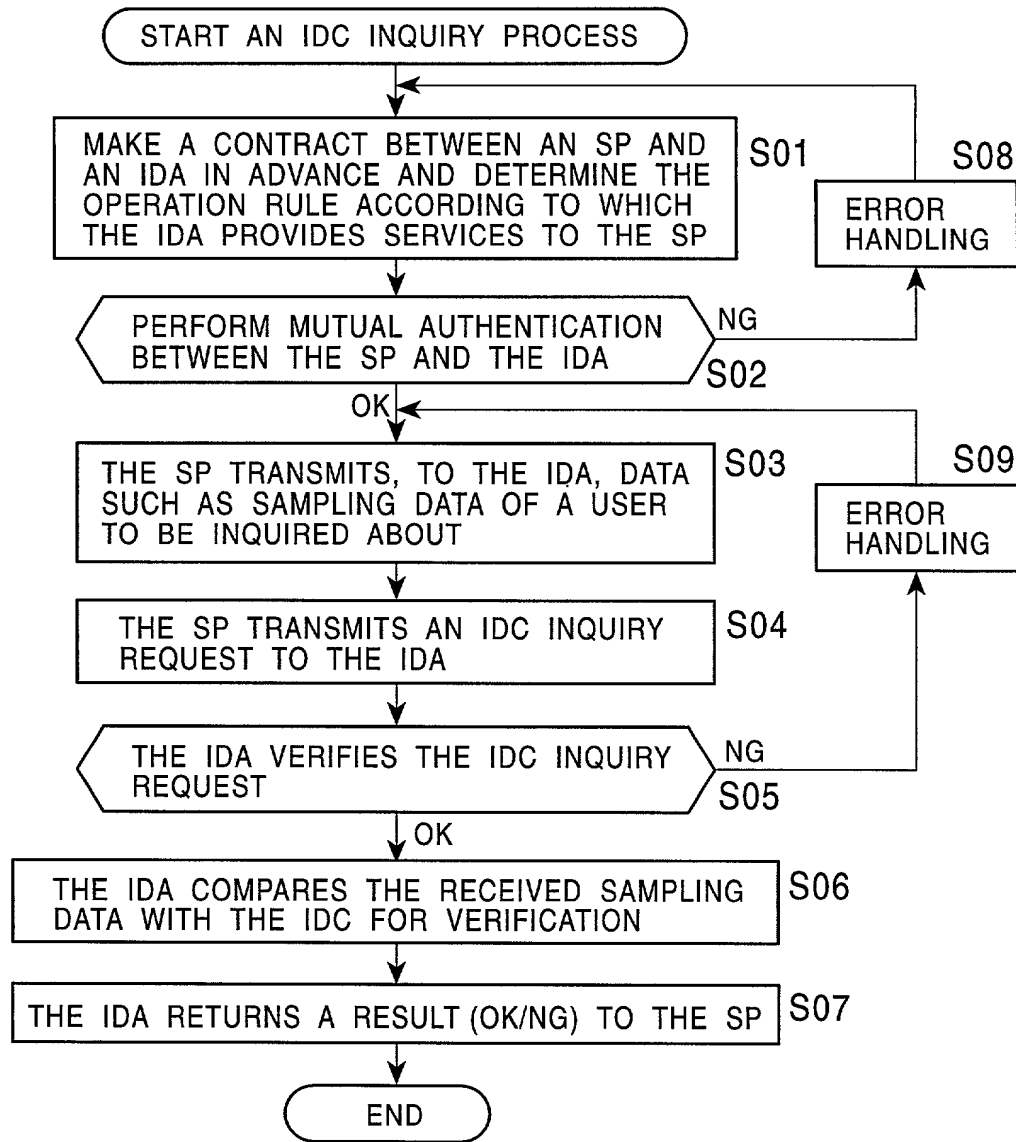 START AN IDC INQUIRY PROCESS
MAKE A CONTRACT BETWEEN AN SP AND
AN IDA IN ADVANCE AND DETERMINE THE
OPERATION RULE ACCORDING TO WHICH
THE IDA PROVIDES SERVICES TO THE SP
S01
S08
ERROR
HANDLING
PERFORM MUTUAL AUTHENTICATION
BETWEEN THE SP AND THE IDA
NG
S02
OK
THE SP TRANSMITS, TO THE IDA, DATA
SUCH AS SAMPLING DATA OF A USER
TO BE INQUIRED ABOUT
S03
S09
ERROR
HANDLING
THE SP TRANSMITS AN IDC INQUIRY
REQUEST TO THE IDA
S04
THE IDA VERIFIES THE IDC INQUIRY
REQUEST
NG
S05
OK
THE IDA COMPARES THE RECEIVED SAMPLING
DATA WITH THE IDC FOR VERIFICATION
S06
THE IDA RETURNS A RESULT (OK/NG) TO THE SP
S07
END